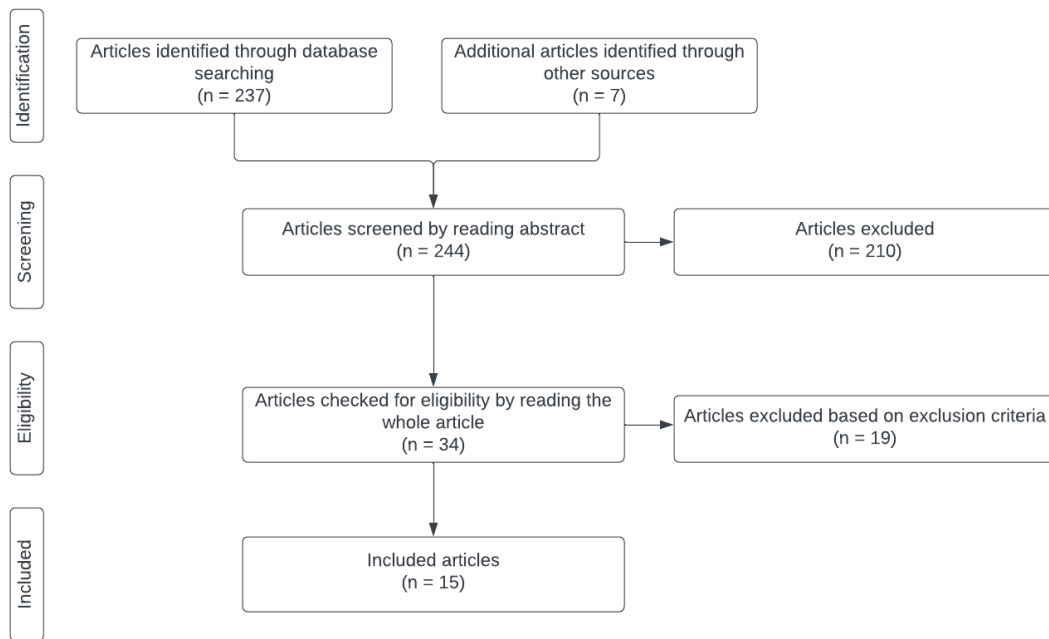 Identification
Articles identified through database
searching
(n = 237)
Additional articles identified through
other sources
(n = 7)
Screening
Articles screened by reading abstract
(n = 244)
Articles excluded
(n = 210)
Eligibility
Articles checked for eligibility by reading the
whole article
(n = 34)
Articles excluded based on exclusion criteria
(n = 19)
Included
Included articles
(n = 15)